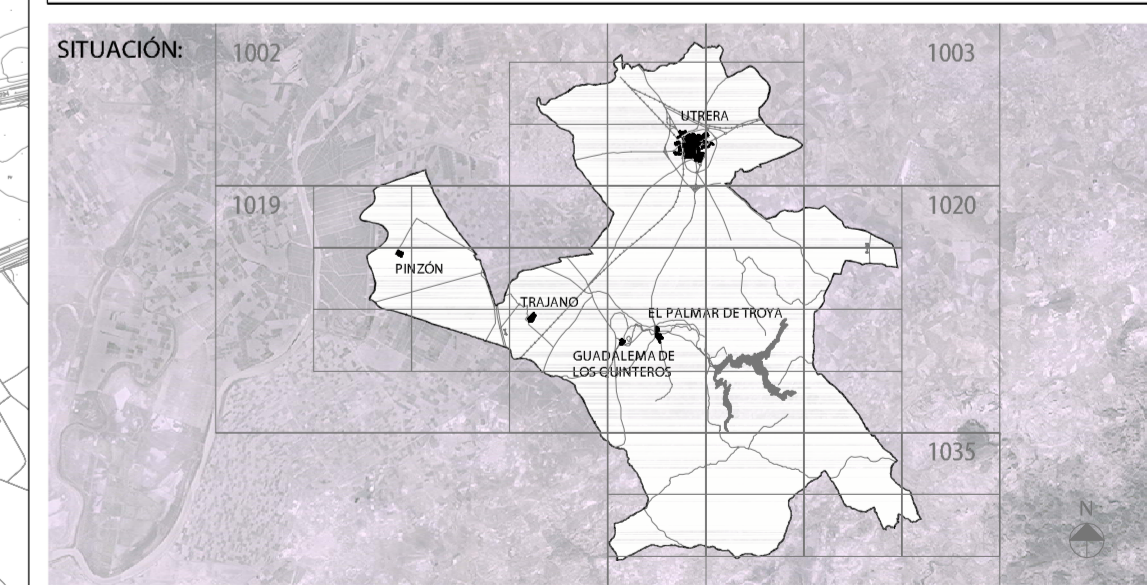 SITUACIÓN:
1002
1003
UTRERA
1019
1020
PINZÓN
TRAJANO
EL PALMAR DE TROYA
GUADALEMA DE
LOS QUINTEROS
1035
N